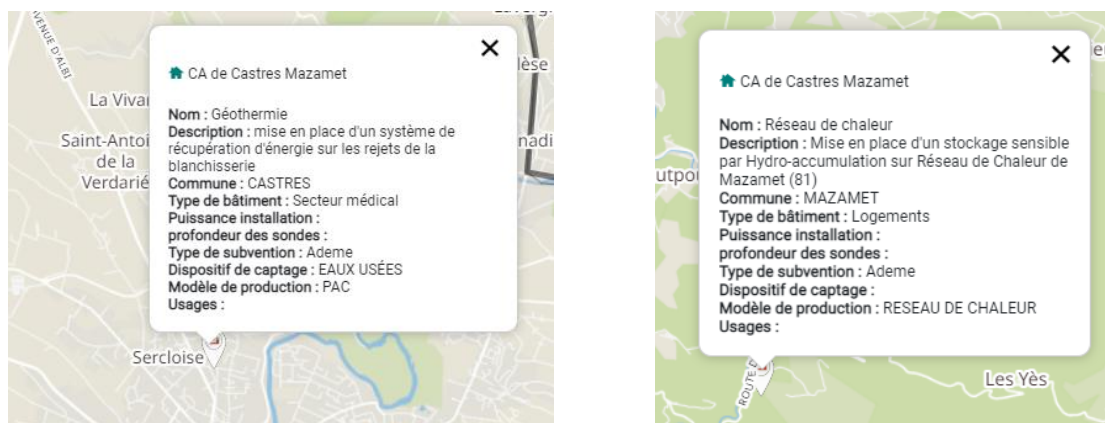 AVENUE D'ALBI
La Viva
Saint-Antoi
de la
Verdarié
Sercloise
lèse
nadi
CA de Castres Mazamet
Nom : Géothermie
Description : mise en place d'un système de
récupération d'énergie sur les rejets de la
blanchisserie
Commune : CASTRES
Type de bâtiment : Secteur médical
Puissance installation :
profondeur des sondes :
Type de subvention : Ademe
Dispositif de captage : EAUX USÉES
Modèle de production : PAC
Usages :
utpou
CA de Castres Mazamet
Nom : Réseau de chaleur
Description : Mise en place d'un stockage sensible
par Hydro-accumulation sur Réseau de Chaleur de
Mazamet (81)
Commune : MAZAMET
Type de bâtiment : Logements
Puissance installation :
profondeur des sondes :
Type de subvention : Ademe
Dispositif de captage :
Modèle de production : RESEAU DE CHALEUR
Usages :
ROUTE D
Les Yès